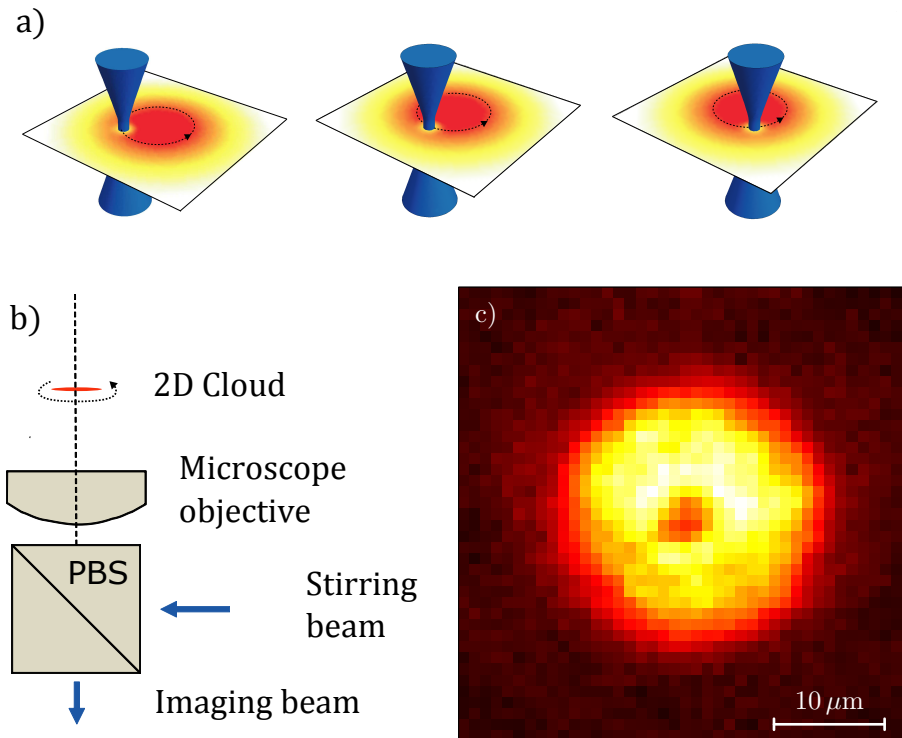 a)
b)
2D Cloud
Microscope
objective
PBS
Stirring
beam
Imaging beam
c)
10 μm